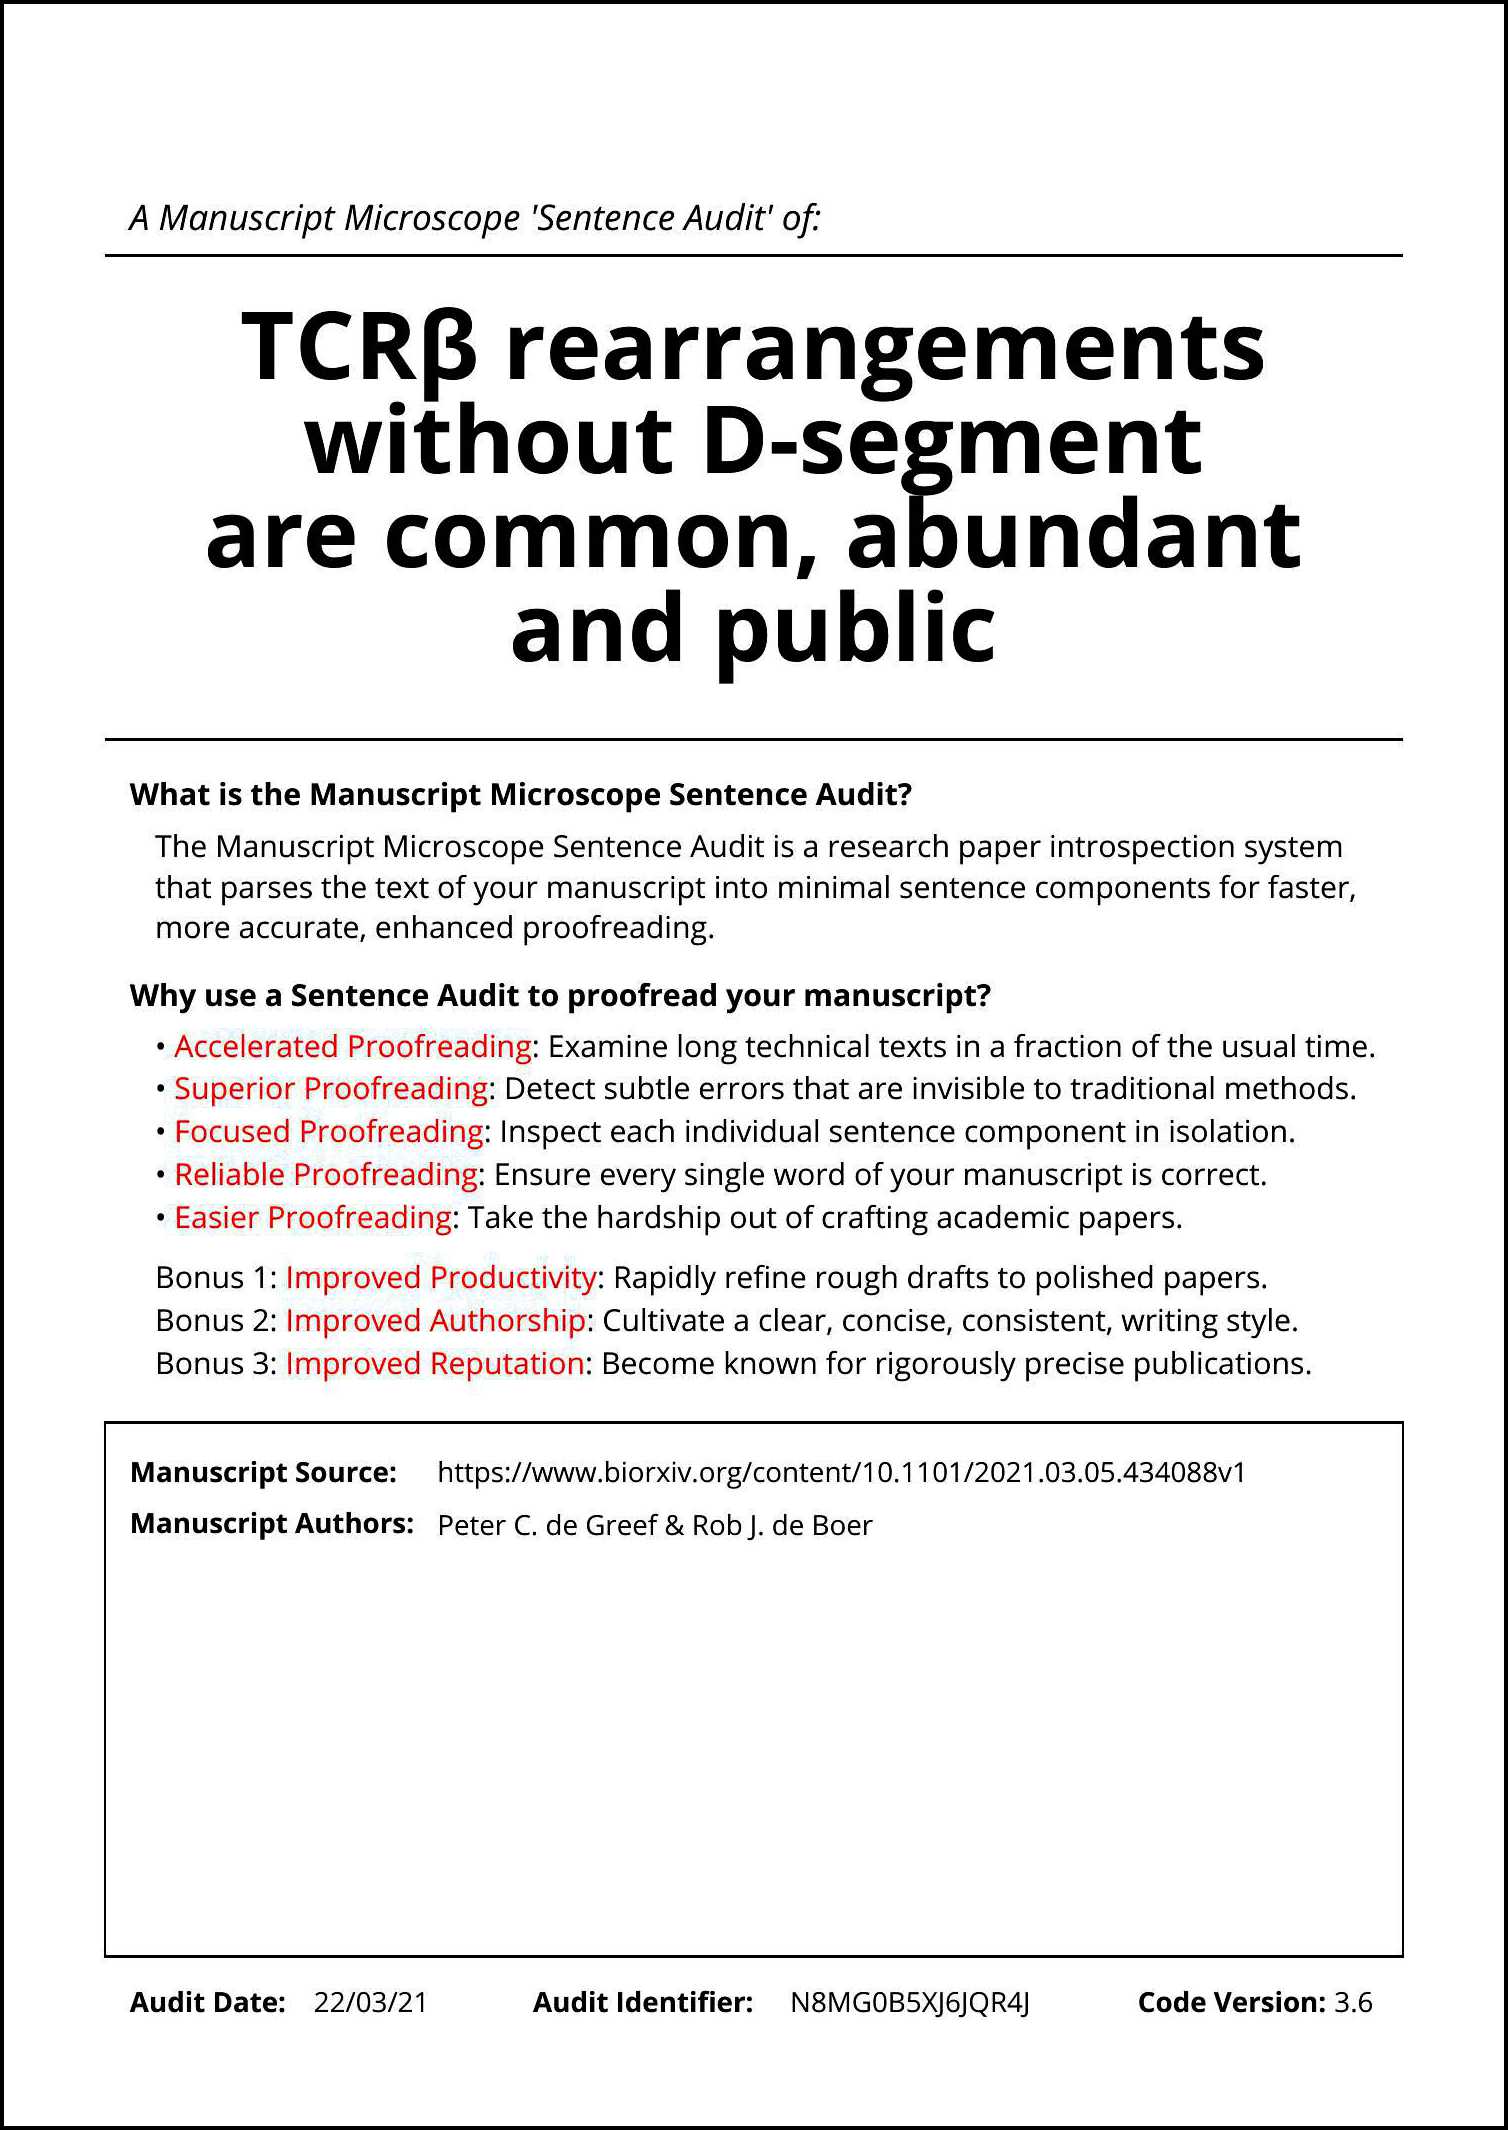 A Manuscript Microscope 'Sentence Audit' of:
TCRβ rearrangements
without D-segment
are common, abundant
and public
What is the Manuscript Microscope Sentence Audit?
The Manuscript Microscope Sentence Audit is a research paper introspection system
that parses the text of your manuscript into minimal sentence components for faster,
more accurate, enhanced proofreading.
Why use a Sentence Audit to proofread your manuscript?
• Accelerated Proofreading: Examine long technical texts in a fraction of the usual time.
• Superior Proofreading: Detect subtle errors that are invisible to traditional methods.
• Focused Proofreading: Inspect each individual sentence component in isolation.
• Reliable Proofreading: Ensure every single word of your manuscript is correct.
• Easier Proofreading: Take the hardship out of crafting academic papers.
Bonus 1: Improved Productivity: Rapidly refine rough drafts to polished papers.
Bonus 2: Improved Authorship: Cultivate a clear, concise, consistent, writing style.
Bonus 3: Improved Reputation: Become known for rigorously precise publications.
Manuscript Source: https://www.biorxiv.org/content/10.1101/2021.03.05.434088v1
Manuscript Authors: Peter C. de Greef & Rob J. de Boer
Audit Date: 22/03/21 Audit Identifier: N8MG0B5XJ6JQR4J Code Version: 3.6